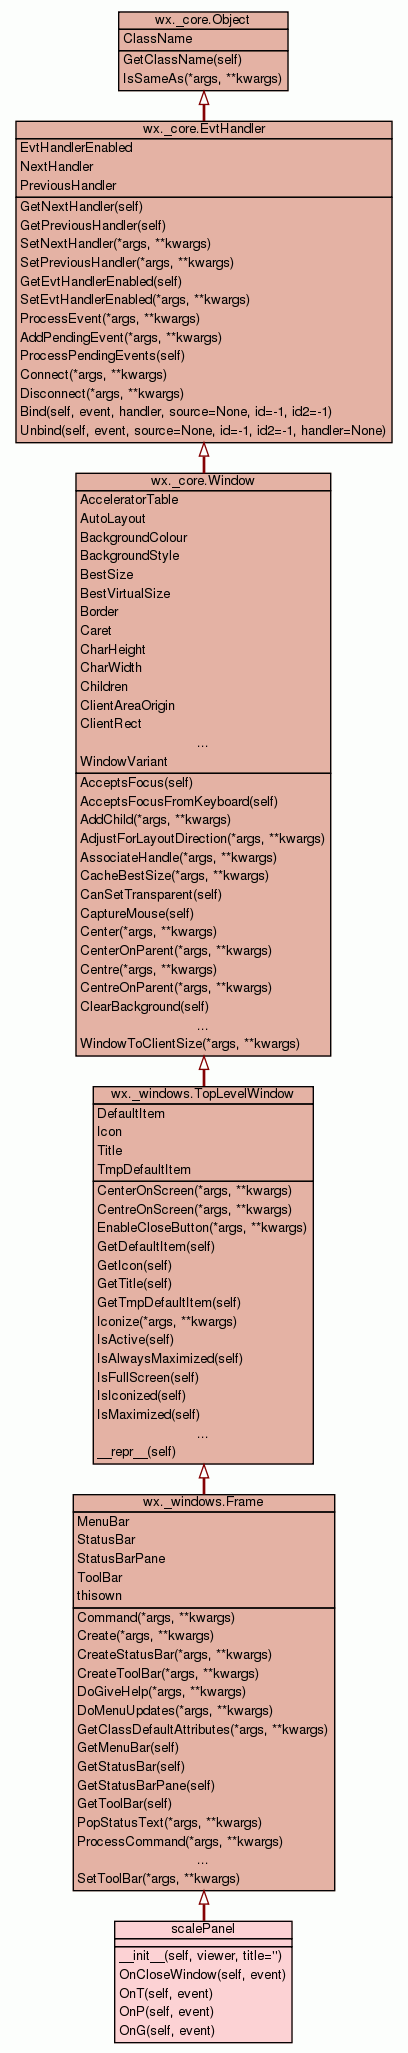 wx._core.Object
ClassName
GetClassName(self)
IsSameAs(*args, **kwargs)
wx._core.EvtHandler
EvtHandlerEnabled
NextHandler
PreviousHandler
GetNextHandler(self)
GetPreviousHandler(self)
SetNextHandler(*args, **kwargs)
SetPreviousHandler(*args, **kwargs)
GetEvtHandlerEnabled(self)
SetEvtHandlerEnabled(*args, **kwargs)
ProcessEvent(*args, **kwargs)
AddPendingEvent(*args, **kwargs)
ProcessPendingEvents(self)
Connect(*args, **kwargs)
Disconnect(*args, **kwargs)
Bind(self, event, handler, source=None, id=-1, id2=-1)
Unbind(self, event, source=None, id=-1, id2=-1, handler=None)
wx._core.Window
AcceleratorTable
AutoLayout
BackgroundColour
BackgroundStyle
BestSize
BestVirtualSize
Border
Caret
CharHeight
CharWidth
Children
ClientAreaOrigin
ClientRect
...
WindowVariant
AcceptsFocus(self)
AcceptsFocusFromKeyboard(self)
AddChild(*args, **kwargs)
AdjustForLayoutDirection(*args, **kwargs)
AssociateHandle(*args, **kwargs)
CacheBestSize(*args, **kwargs)
CanSetTransparent(self)
CaptureMouse(self)
Center(*args, **kwargs)
CenterOnParent(*args, **kwargs)
Centre(*args, **kwargs)
CentreOnParent(*args, **kwargs)
ClearBackground(self)
...
WindowToClientSize(*args, **kwargs)
wx._windows.TopLevelWindow
DefaultItem
Icon
Title
TmpDefaultItem
CenterOnScreen(*args, **kwargs)
CentreOnScreen(*args, **kwargs)
EnableCloseButton(*args, **kwargs)
GetDefaultItem(self)
GetIcon(self)
GetTitle(self)
GetTmpDefaultItem(self)
Iconize(*args, **kwargs)
IsActive(self)
IsAlwaysMaximized(self)
IsFullScreen(self)
IsIconized(self)
IsMaximized(self)
...
__repr__(self)
wx._windows.Frame
MenuBar
StatusBar
StatusBarPane
ToolBar
thisown
Command(*args, **kwargs)
Create(*args, **kwargs)
CreateStatusBar(*args, **kwargs)
CreateToolBar(*args, **kwargs)
DoGiveHelp(*args, **kwargs)
DoMenuUpdates(*args, **kwargs)
GetClassDefaultAttributes(*args, **kwargs)
GetMenuBar(self)
GetStatusBar(self)
GetStatusBarPane(self)
GetToolBar(self)
PopStatusText(*args, **kwargs)
ProcessCommand(*args, **kwargs)
...
SetToolBar(*args, **kwargs)
scalePanel
__init__(self, viewer, title='')
OnCloseWindow(self, event)
OnT(self, event)
OnP(self, event)
OnG(self, event)